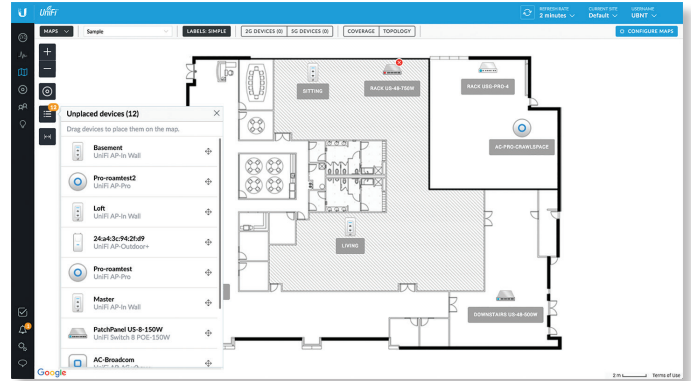 U
UniFi
REFRESH RATE
2 minutes
CURRENT SITE
Default
USERNAME
UBNT
MAPS
Sample
LABELS: SIMPLE
2G DEVICES (0)
5G DEVICES (0)
COVERAGE
TOPOLOGY
CONFIGURE MAPS
+
−
12
Unplaced devices (12)
Drag devices to place them on the map.
Basement
UniFi AP-In Wall
Pro-roamtest2
UniFi AP-Pro
Loft
UniFi AP-In Wall
24:a4:3c:94:2f:d9
UniFi AP-Outdoor+
Pro-roamtest
UniFi AP-Pro
Master
UniFi AP-In Wall
PatchPanel US-8-150W
UniFi Switch 8 POE-150W
AC-Broadcom
SITTING
RACK US-48-750W
RACK USG-PRO-4
AC-PRO-CRAWLSPACE
LIVING
DOWNSTAIRS US-48-500W
Google
2 m
Terms of Use